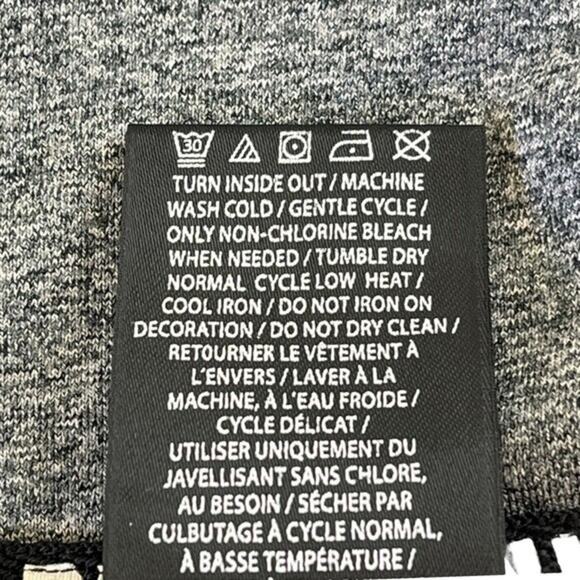 30
TURN INSIDE OUT / MACHINE
WASH COLD / GENTLE CYCLE /
ONLY NON-CHLORINE BLEACH
WHEN NEEDED / TUMBLE DRY
NORMAL CYCLE LOW HEAT /
COOL IRON / DO NOT IRON ON
DECORATION / DO NOT DRY CLEAN /
RETOURNER LE VÊTEMENT À
L'ENVERS / LAVER À LA
MACHINE, À L'EAU FROIDE /
CYCLE DÉLICAT /
UTILISER UNIQUEMENT DU
JAVELLISANT SANS CHLORE,
AU BESOIN / SÉCHER PAR
CULBUTAGE À CYCLE NORMAL,
À BASSE TEMPÉRATURE /